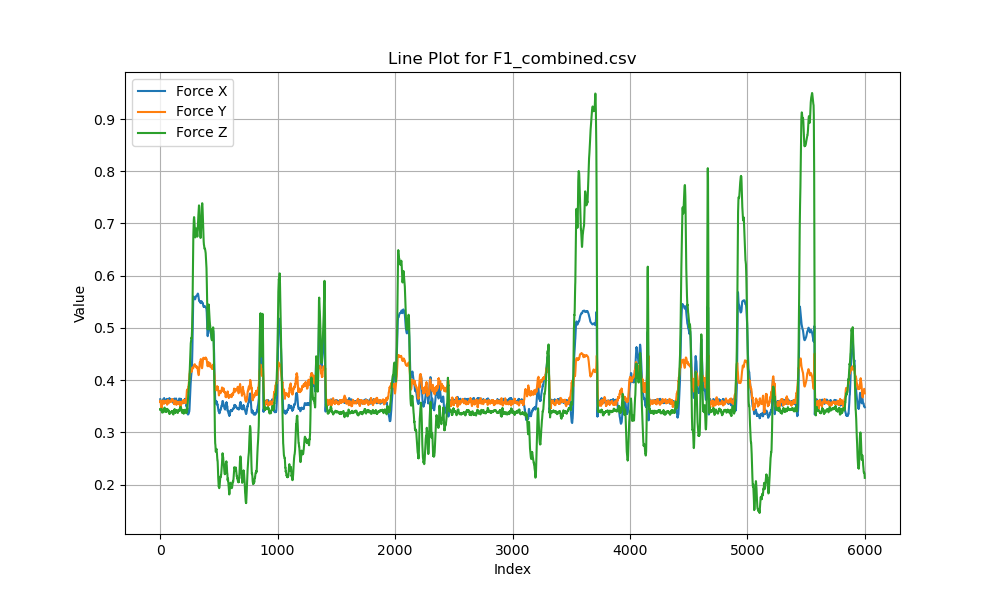 Line Plot for F1_combined.csv
Force X
Force Y
Force Z
Value
0.9
0.8
0.7
0.6
0.5
0.4
0.3
0.2
0 1000 2000 3000 4000 5000 6000
Index